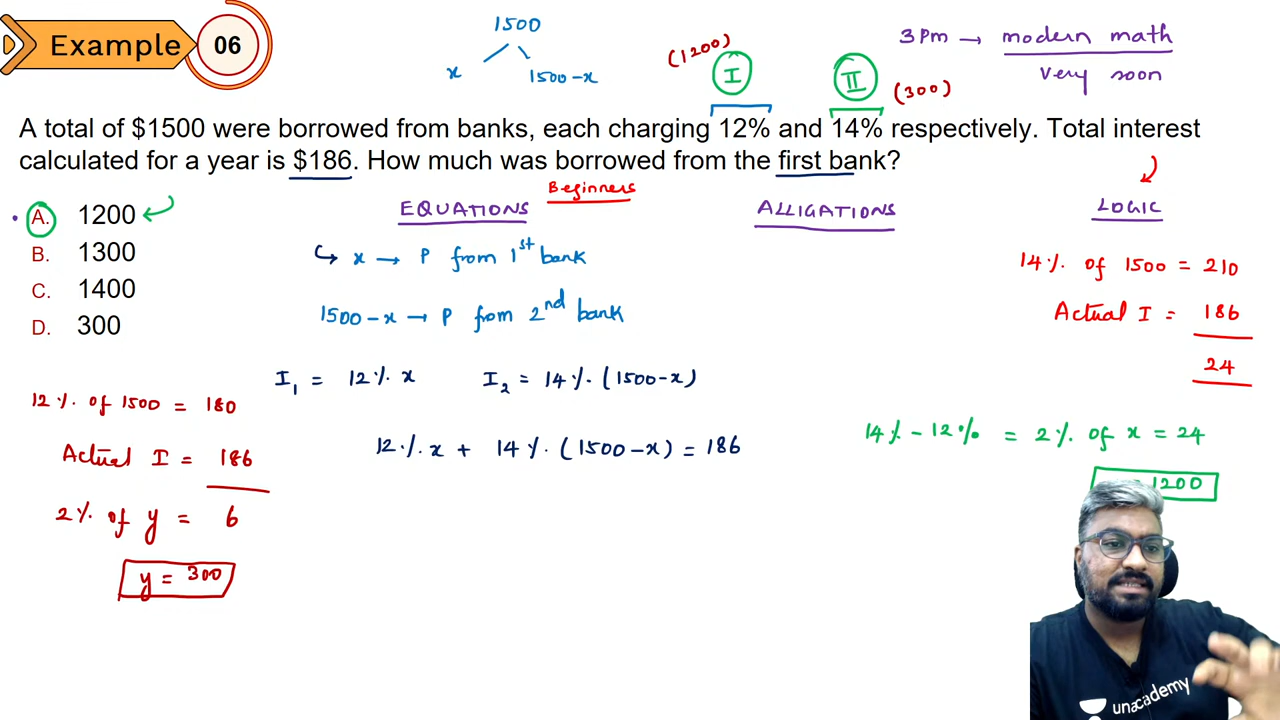 Example 06
1500
x 1500-x
(1200) I II (300)
3 Pm → modern math
very soon
A total of $1500 were borrowed from banks, each charging 12% and 14% respectively. Total interest
calculated for a year is $186. How much was borrowed from the first bank?
A. 1200
B. 1300
C. 1400
D. 300
Beginners
EQUATIONS
↳ x → P from 1st bank
1500-x → P from 2nd bank
I₁ = 12%. x I₂ = 14%. (1500-x)
12%. x + 14%. (1500-x) = 186
12%. of 1500 = 180
Actual I = 186
2%. of y = 6
y = 300
ALLIGATIONS
LOGIC
14%. of 1500 = 210
Actual I = 186
24
14% - 12% = 2%. of x = 24
1200
unacademy